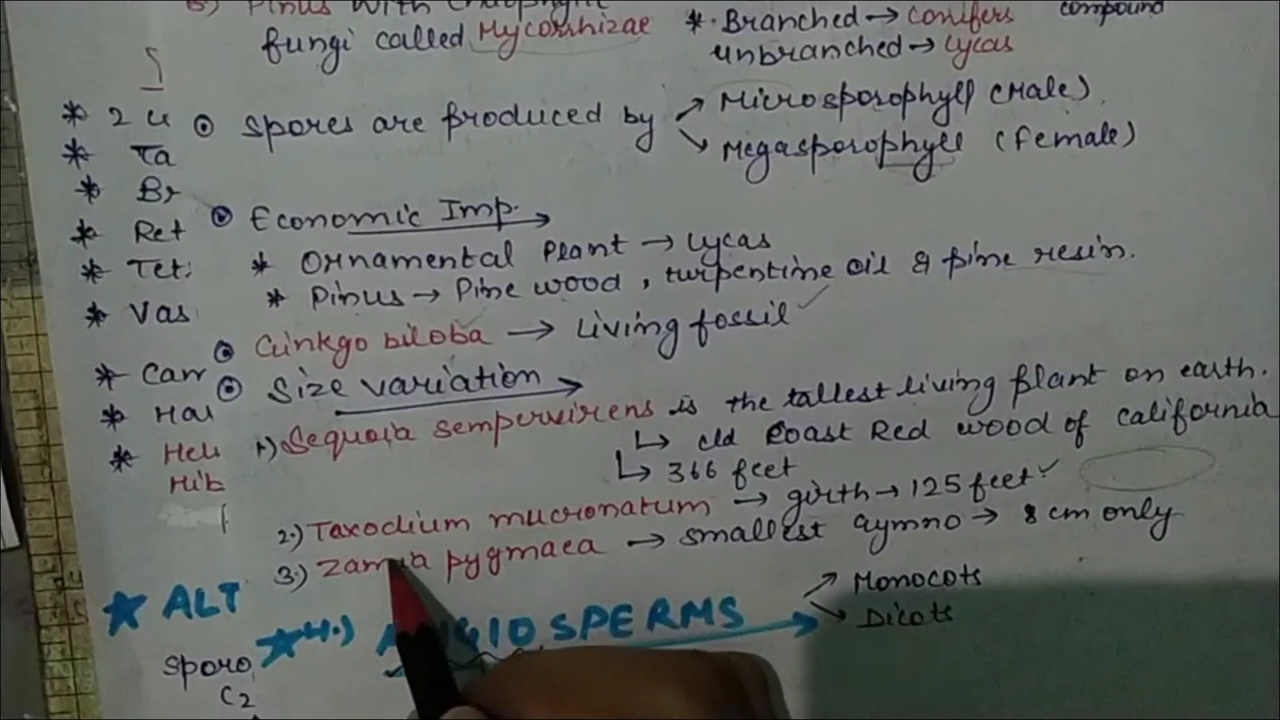 5) Pinus with
fungi called Mycorrhizae
* Branched → conifers compound
unbranched → Cycas
⊙ Spores are produced by → Microsporophyll (Male)
→ Megasporophyll (Female)
⊙ Economic Imp.
* Ornamental Plant → Cycas
* Pinus → Pine wood, turpentine oil & pine resin.
⊙ Ginkgo biloba → Living fossil ✓
⊙ Size variation →
1) Sequoia sempervirens is the tallest living plant on earth.
↳ Coast Red wood of California
↳ 366 feet
2.) Taxodium mucronatum → girth → 125 feet ✓
3.) Zamia pygmaea → smallest Gymno → 8 cm only
★ 4.) ANGIOSPERMS → Monocots
→ Dicots
* 2
* Ta
* Br
* Ret
* Tet
* Vas
* Carr
* Hal
* Hel
Hib
★ ALT
Sporo
C2